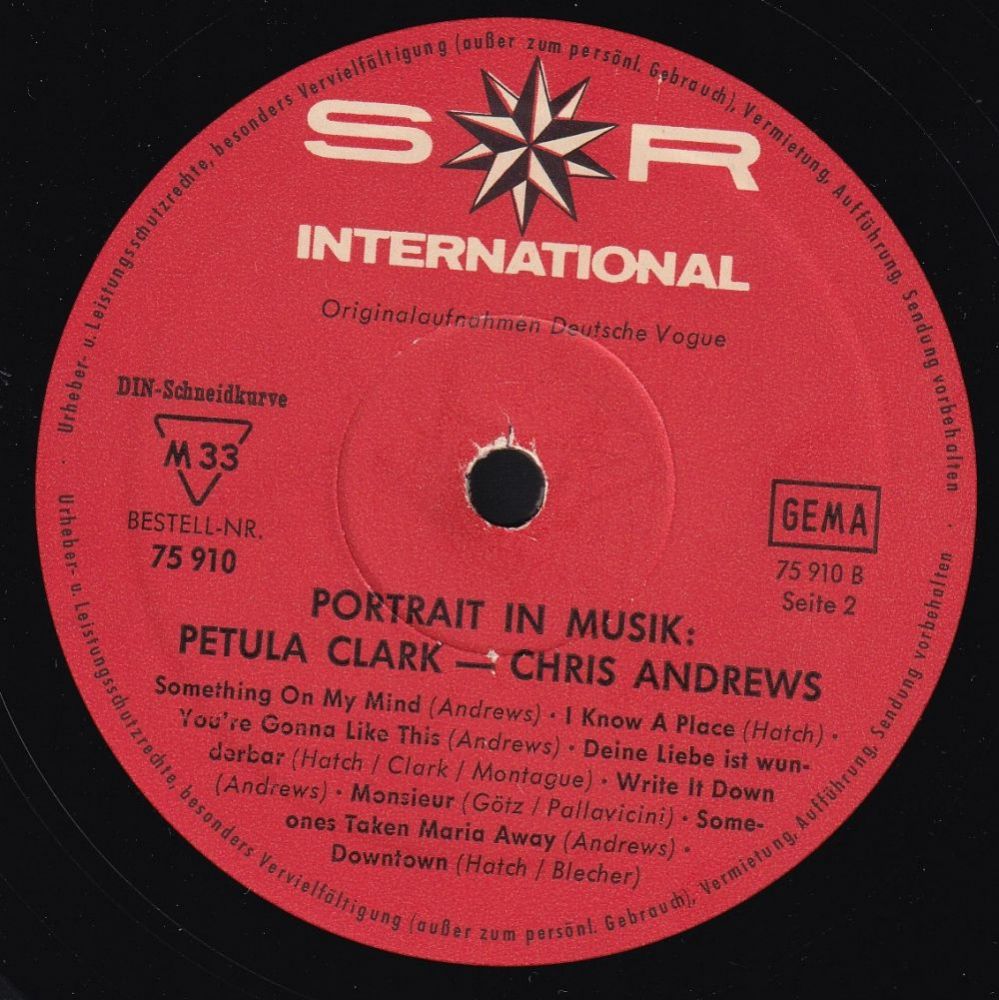 Urheber- u. Leistungsschutzrechte, besonders Vervielfältigung (außer zum persönl. Gebrauch), Vermietung, Aufführung, Sendung vorbehalten
S R
INTERNATIONAL
Originalaufnahmen Deutsche Vogue
DIN-Schneidkurve
M 33
BESTELL-NR.
75 910
GEMA
75 910 B
Seite 2
PORTRAIT IN MUSIK:
PETULA CLARK — CHRIS ANDREWS
Something On My Mind (Andrews) · I Know A Place (Hatch) ·
You're Gonna Like This (Andrews) · Deine Liebe ist wun-
derbar (Hatch / Clark / Montague) · Write It Down
(Andrews) · Monsieur (Götz / Pallavicini) · Some-
ones Taken Maria Away (Andrews) ·
Downtown (Hatch / Blecher)
Urheber- u. Leistungsschutzrechte, besonders Vervielfältigung (außer zum persönl. Gebrauch), Vermietung, Aufführung, Sendung vorbehalten